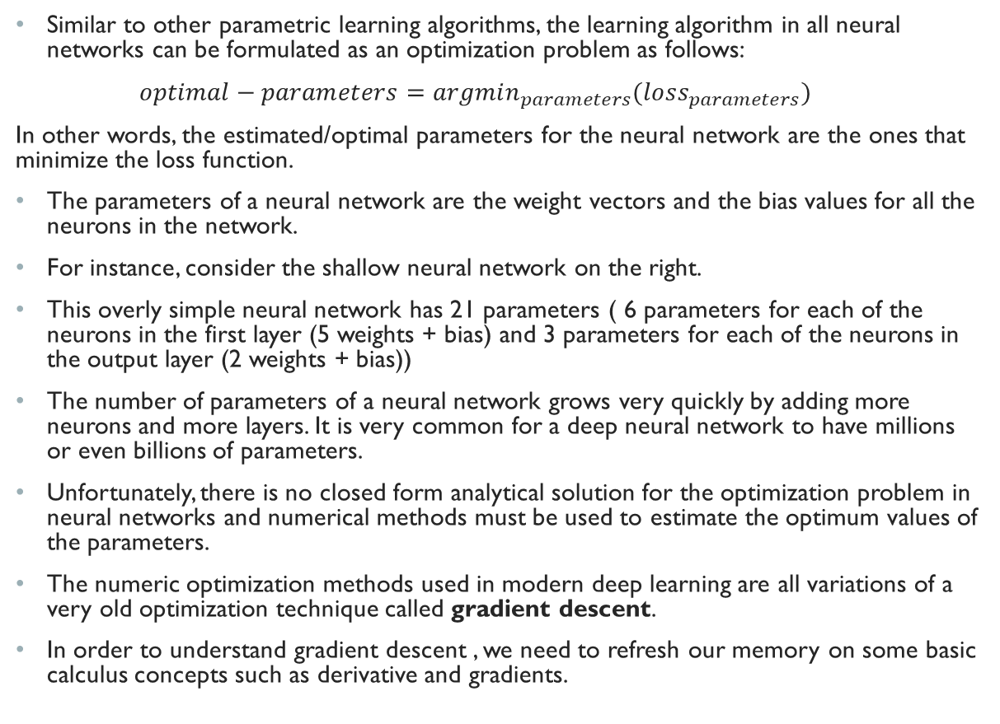 • Similar to other parametric learning algorithms, the learning algorithm in all neural
networks can be formulated as an optimization problem as follows:
optimal − parameters = argmin_parameters(loss_parameters)
In other words, the estimated/optimal parameters for the neural network are the ones that
minimize the loss function.
• The parameters of a neural network are the weight vectors and the bias values for all the
neurons in the network.
• For instance, consider the shallow neural network on the right.
• This overly simple neural network has 21 parameters ( 6 parameters for each of the
neurons in the first layer (5 weights + bias) and 3 parameters for each of the neurons in
the output layer (2 weights + bias))
• The number of parameters of a neural network grows very quickly by adding more
neurons and more layers. It is very common for a deep neural network to have millions
or even billions of parameters.
• Unfortunately, there is no closed form analytical solution for the optimization problem in
neural networks and numerical methods must be used to estimate the optimum values of
the parameters.
• The numeric optimization methods used in modern deep learning are all variations of a
very old optimization technique called gradient descent.
• In order to understand gradient descent , we need to refresh our memory on some basic
calculus concepts such as derivative and gradients.